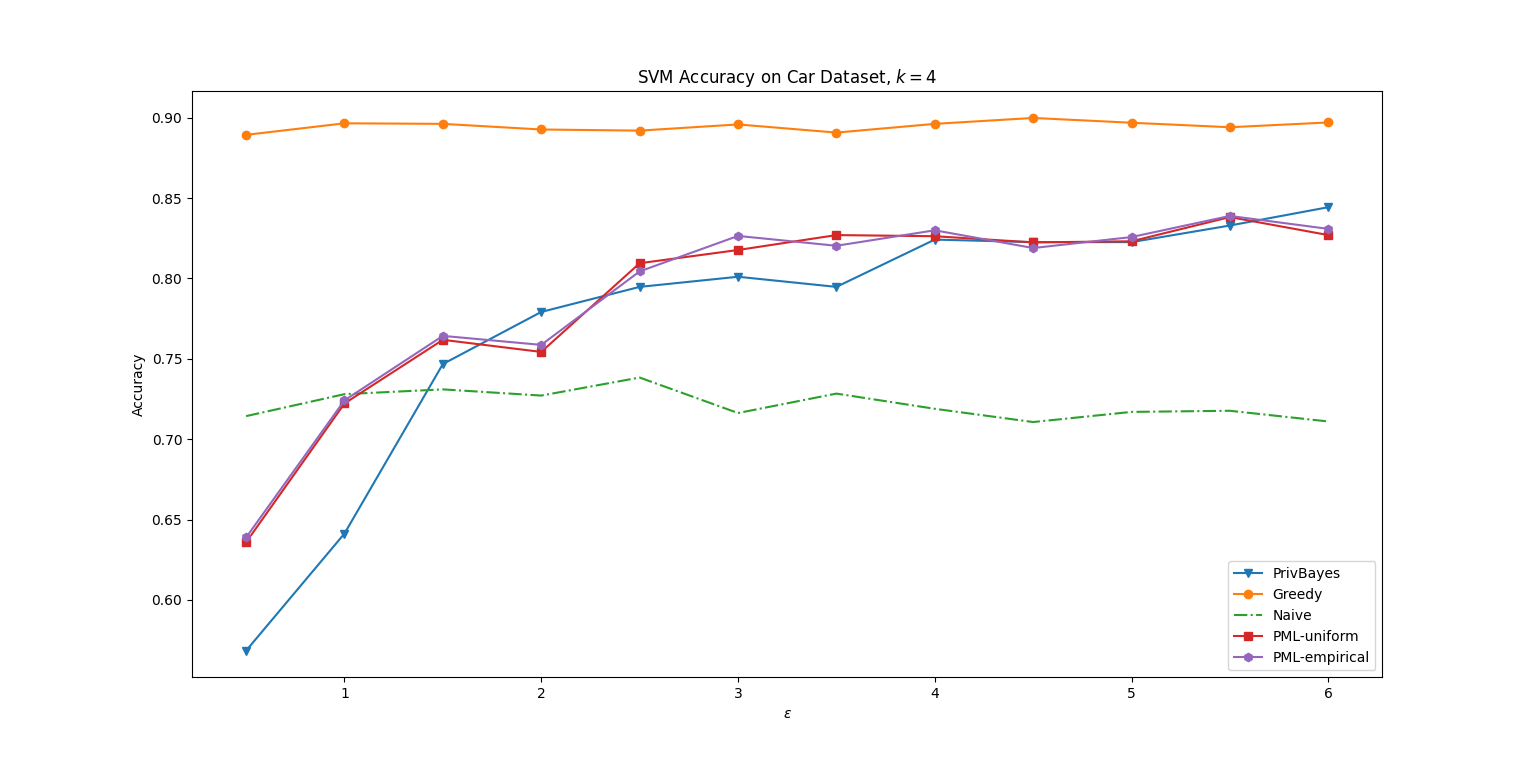 SVM Accuracy on Car Dataset, k = 4
Accuracy
0.90
0.85
0.80
0.75
0.70
0.65
0.60
1 2 3 4 5 6
ε
PrivBayes
Greedy
Naive
PML-uniform
PML-empirical